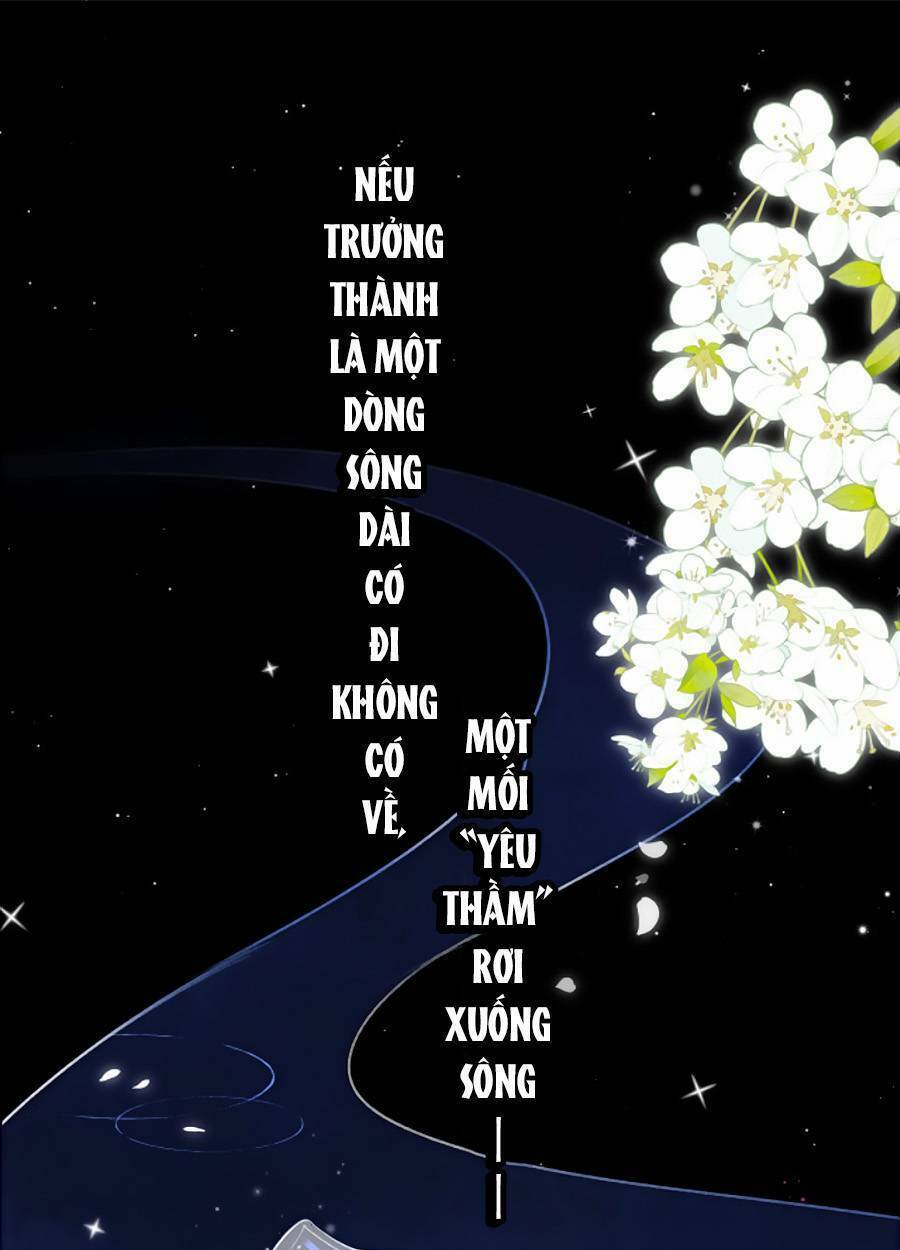 NẾU
TRƯỞNG
THÀNH
LÀ MỘT
DÒNG
SÔNG
DÀI
CÓ
ĐI
KHÔNG
CÓ
VỀ,
MỘT
MỐI
“YÊU
THẦM”
RƠI
XUỐNG
SÔNG
——